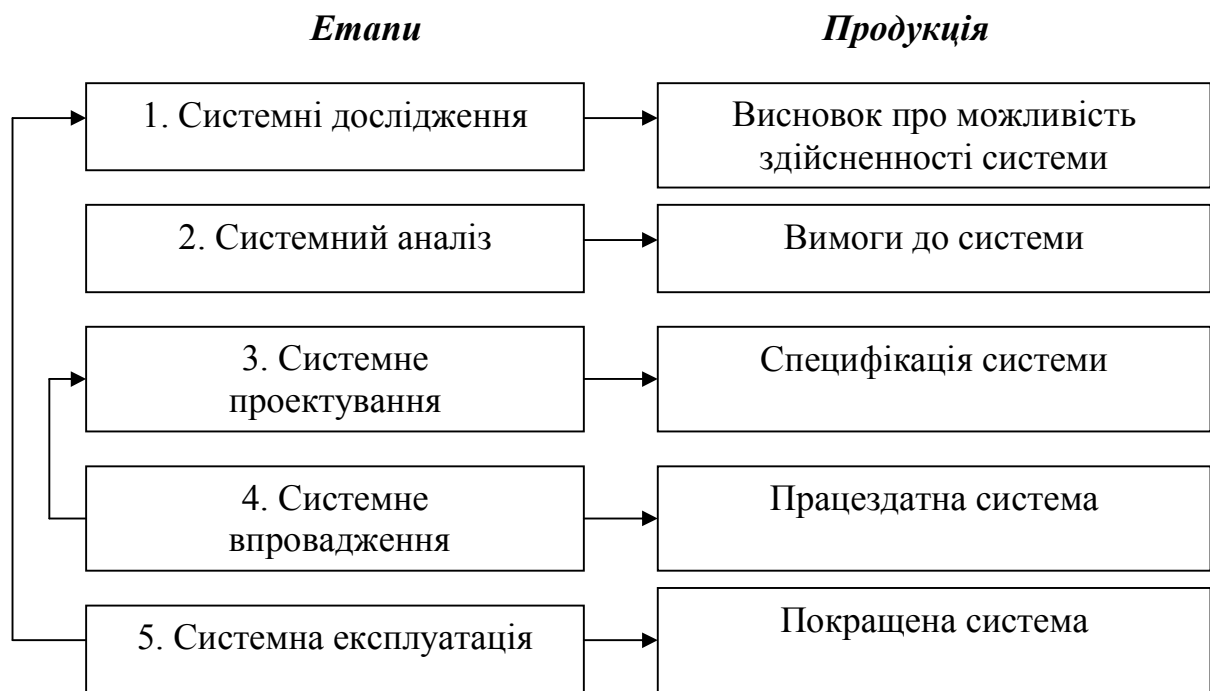 Етапи
Продукція
1. Системні дослідження
Висновок про можливість
здійсненності системи
2. Системний аналіз
Вимоги до системи
3. Системне
проектування
Специфікація системи
4. Системне
впровадження
Працездатна система
5. Системна експлуатація
Покращена система